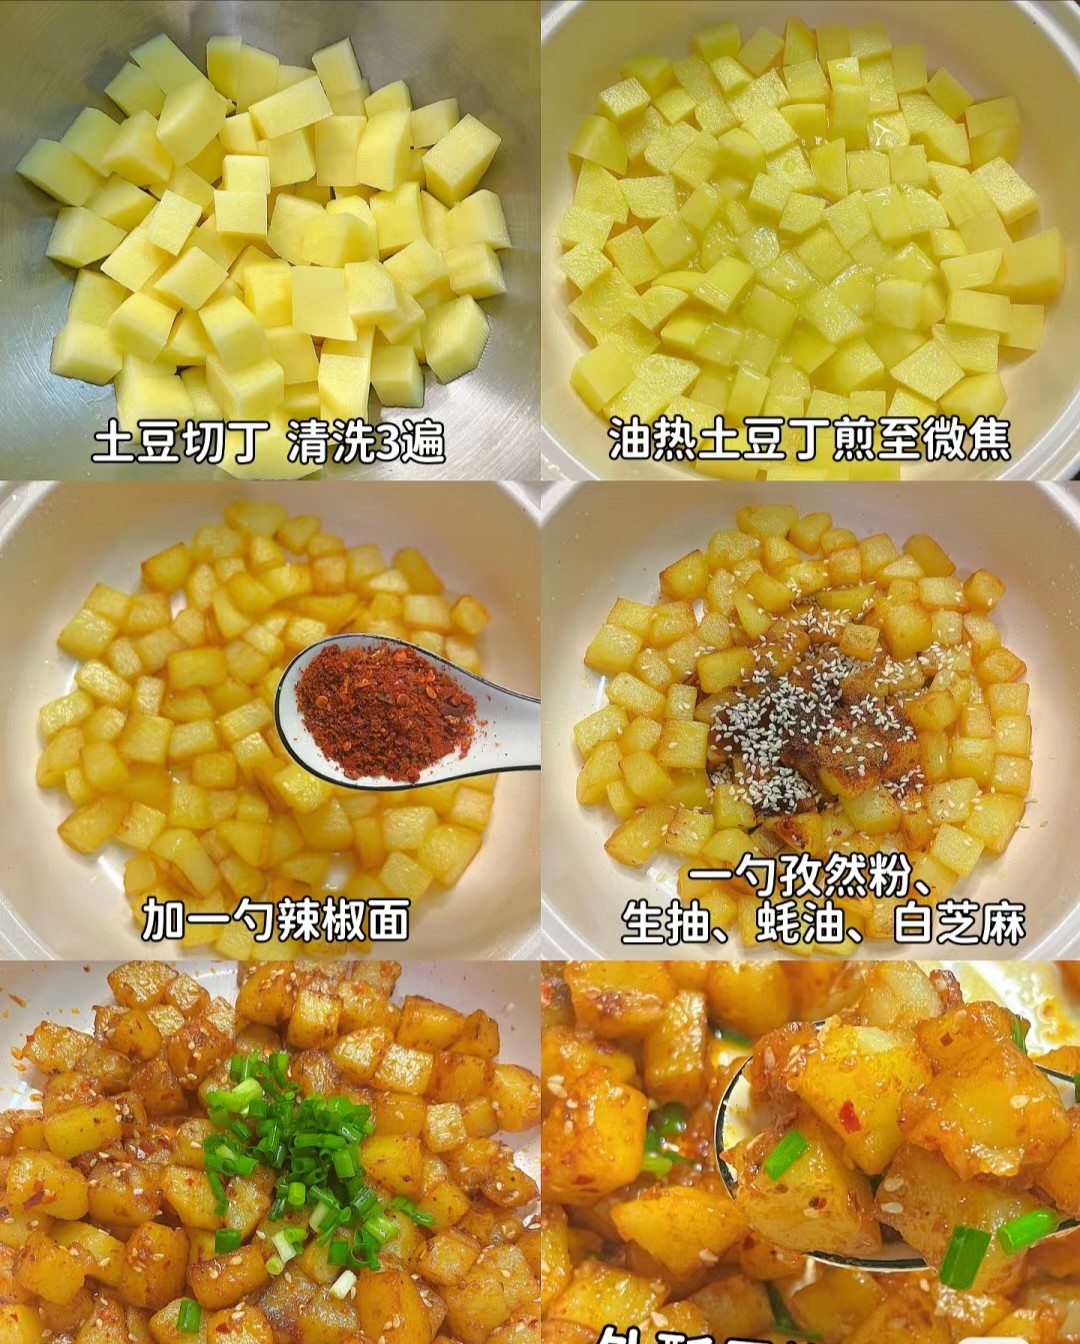 土豆切丁 清洗3遍
油热土豆丁煎至微焦
加一勺辣椒面
一勺孜然粉、
生抽、蚝油、白芝麻